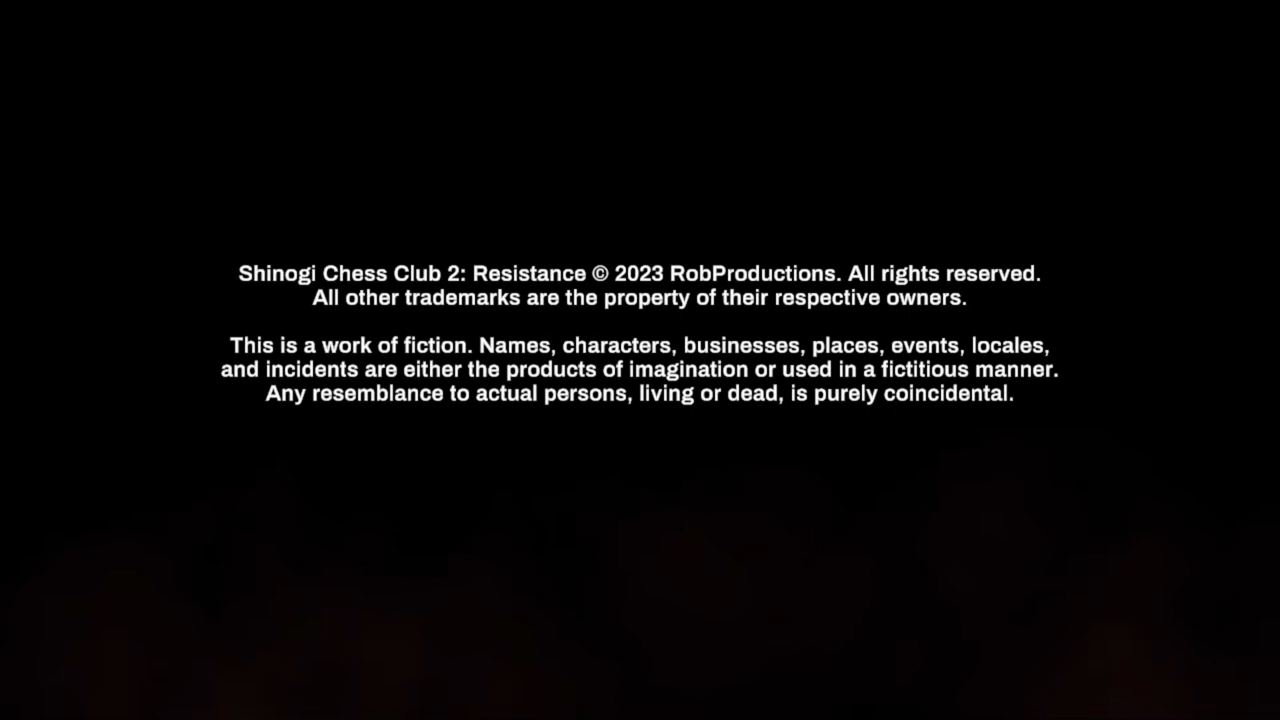 Shinogi Chess Club 2: Resistance © 2023 RobProductions. All rights reserved.
All other trademarks are the property of their respective owners.
This is a work of fiction. Names, characters, businesses, places, events, locales,
and incidents are either the products of imagination or used in a fictitious manner.
Any resemblance to actual persons, living or dead, is purely coincidental.